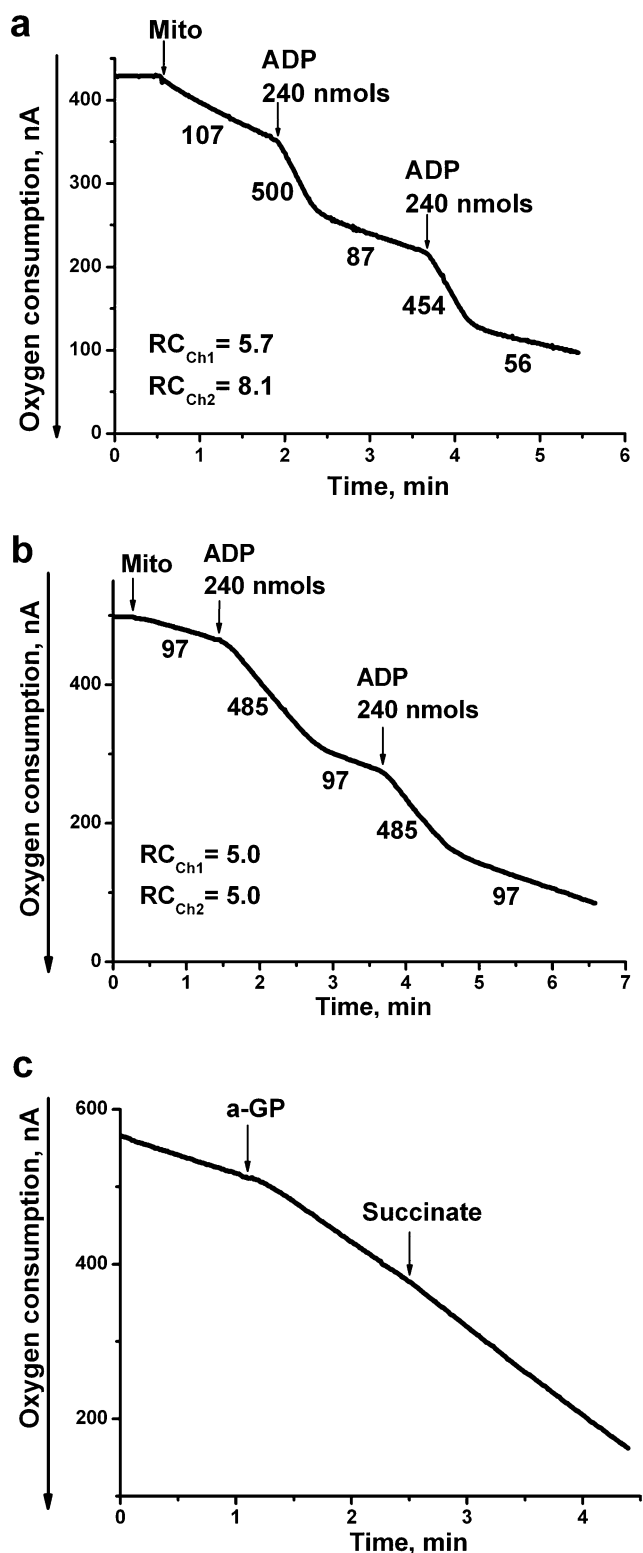 a
Mito
ADP
240 nmols
ADP
240 nmols
Oxygen consumption, nA
400
300
200
100
0
107
500
87
454
56
RCCh1= 5.7
RCCh2= 8.1
0 1 2 3 4 5 6
Time, min
b
Mito
ADP
240 nmols
ADP
240 nmols
Oxygen consumption, nA
400
200
0
97
485
97
485
97
RCCh1= 5.0
RCCh2= 5.0
0 1 2 3 4 5 6 7
Time, min
c
a-GP
Succinate
Oxygen consumption, nA
600
400
200
0 1 2 3 4
Time, min